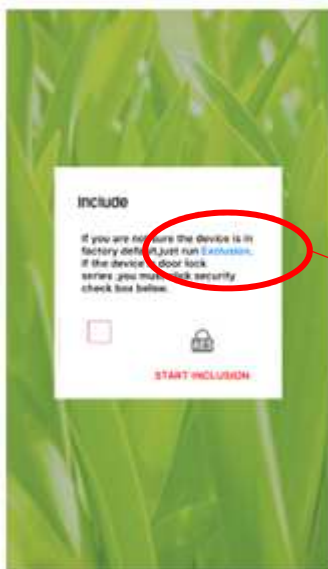 Include
If you are not sure the device is in
factory default,just run Exclusion.
If the device is door lock
series ,you must click security
check box below.
AES
START INCLUSION